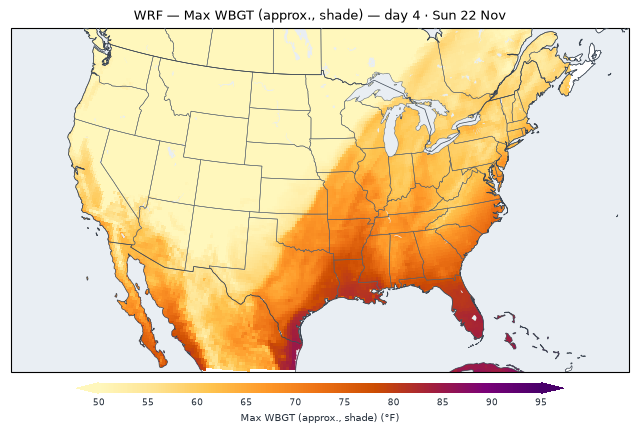 WRF — Max WBGT (approx., shade) — day 4 · Sun 22 Nov
50 55 60 65 70 75 80 85 90 95
Max WBGT (approx., shade) (°F)